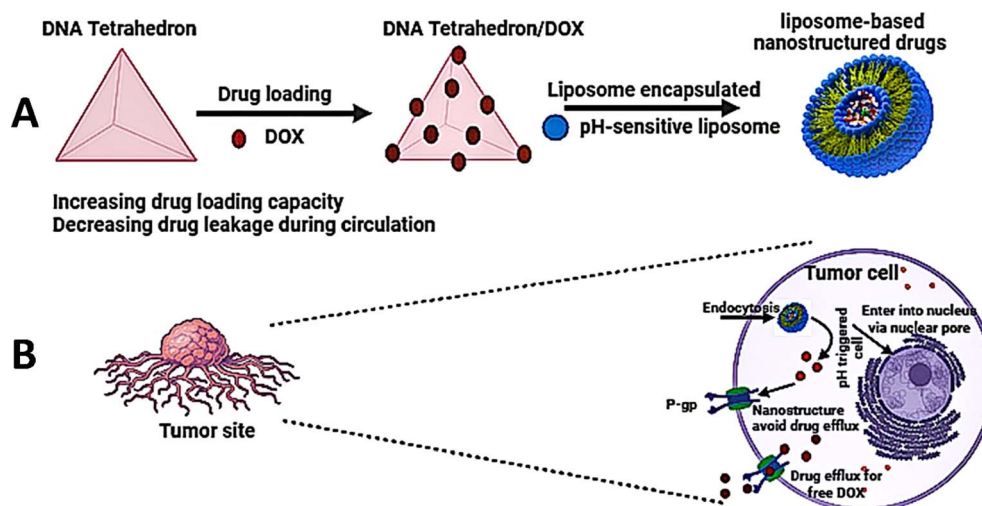 DNA Tetrahedron
DNA Tetrahedron/DOX
liposome-based
nanostructured drugs
A
Drug loading
DOX
Liposome encapsulated
pH-sensitive liposome
Increasing drug loading capacity
Decreasing drug leakage during circulation
B
Tumor site
Tumor cell
Endocytosis
pH triggered
cell
Enter into nucleus
via nuclear pore
P-gp
Nanostructure
avoid drug efflux
Drug efflux for
free DOX